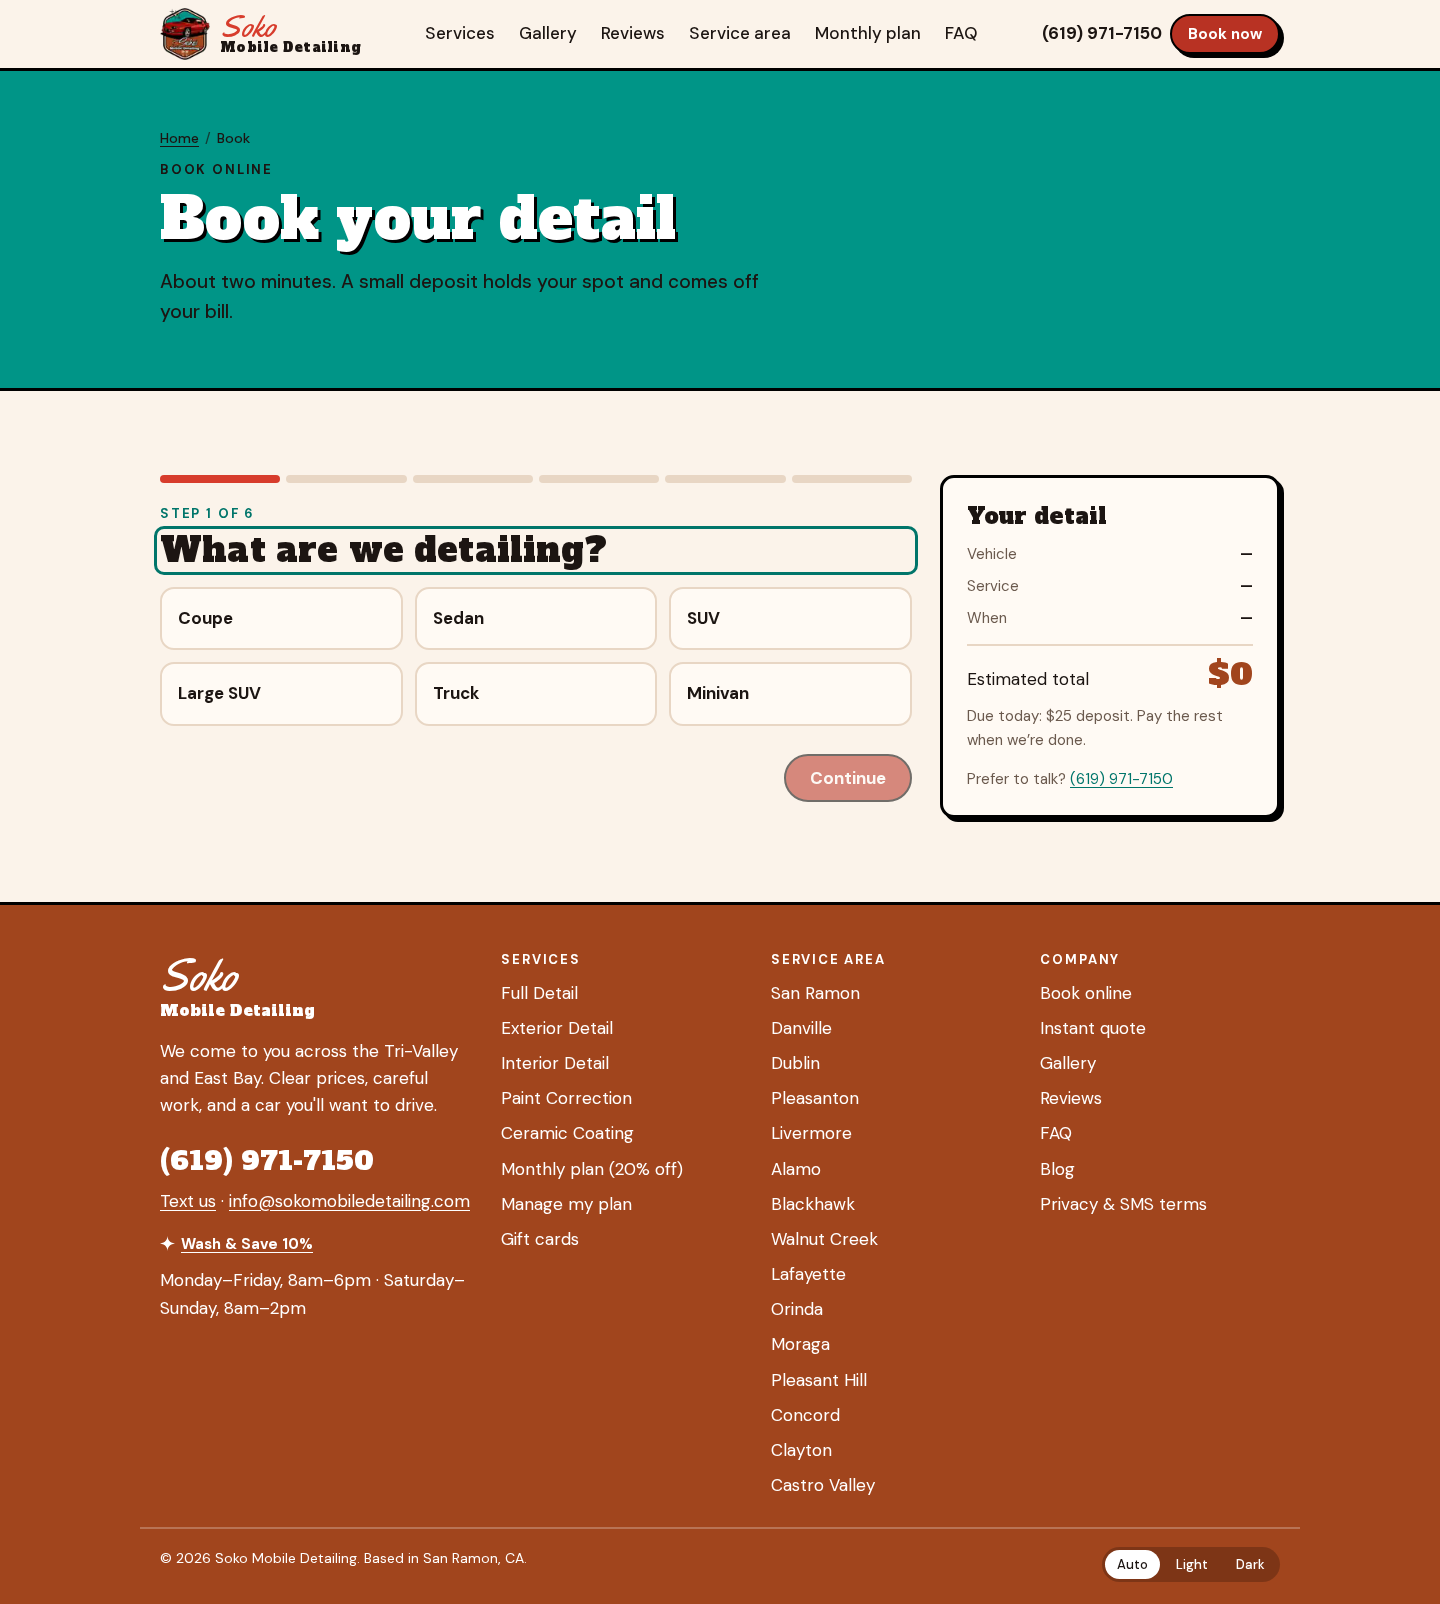 Soko
Mobile Detailing
Services
Gallery
Reviews
Service area
Monthly plan
FAQ
(619) 971-7150
Book now
Home / Book
BOOK ONLINE
Book your detail
About two minutes. A small deposit holds your spot and comes off
your bill.
STEP 1 OF 6
What are we detailing?
Coupe
Sedan
SUV
Large SUV
Truck
Minivan
Continue
Your detail
Vehicle —
Service —
When —
Estimated total $0
Due today: $25 deposit. Pay the rest
when we’re done.
Prefer to talk? (619) 971-7150
Soko
Mobile Detailing
We come to you across the Tri-Valley
and East Bay. Clear prices, careful
work, and a car you'll want to drive.
(619) 971-7150
Text us · info@sokomobiledetailing.com
✦ Wash & Save 10%
Monday–Friday, 8am–6pm · Saturday–
Sunday, 8am–2pm
SERVICES
Full Detail
Exterior Detail
Interior Detail
Paint Correction
Ceramic Coating
Monthly plan (20% off)
Manage my plan
Gift cards
SERVICE AREA
San Ramon
Danville
Dublin
Pleasanton
Livermore
Alamo
Blackhawk
Walnut Creek
Lafayette
Orinda
Moraga
Pleasant Hill
Concord
Clayton
Castro Valley
COMPANY
Book online
Instant quote
Gallery
Reviews
FAQ
Blog
Privacy & SMS terms
© 2026 Soko Mobile Detailing. Based in San Ramon, CA.
Auto
Light
Dark